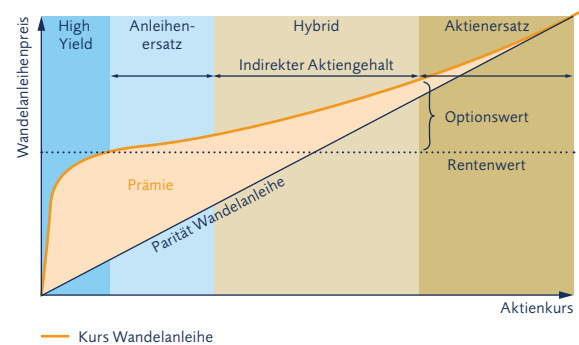 Wandelanleihenpreis
High
Yield
Anleihen-
ersatz
Hybrid
Aktienersatz
Indirekter Aktiengehalt
Optionswert
Rentenwert
Prämie
Parität Wandelanleihe
Aktienkurs
Kurs Wandelanleihe